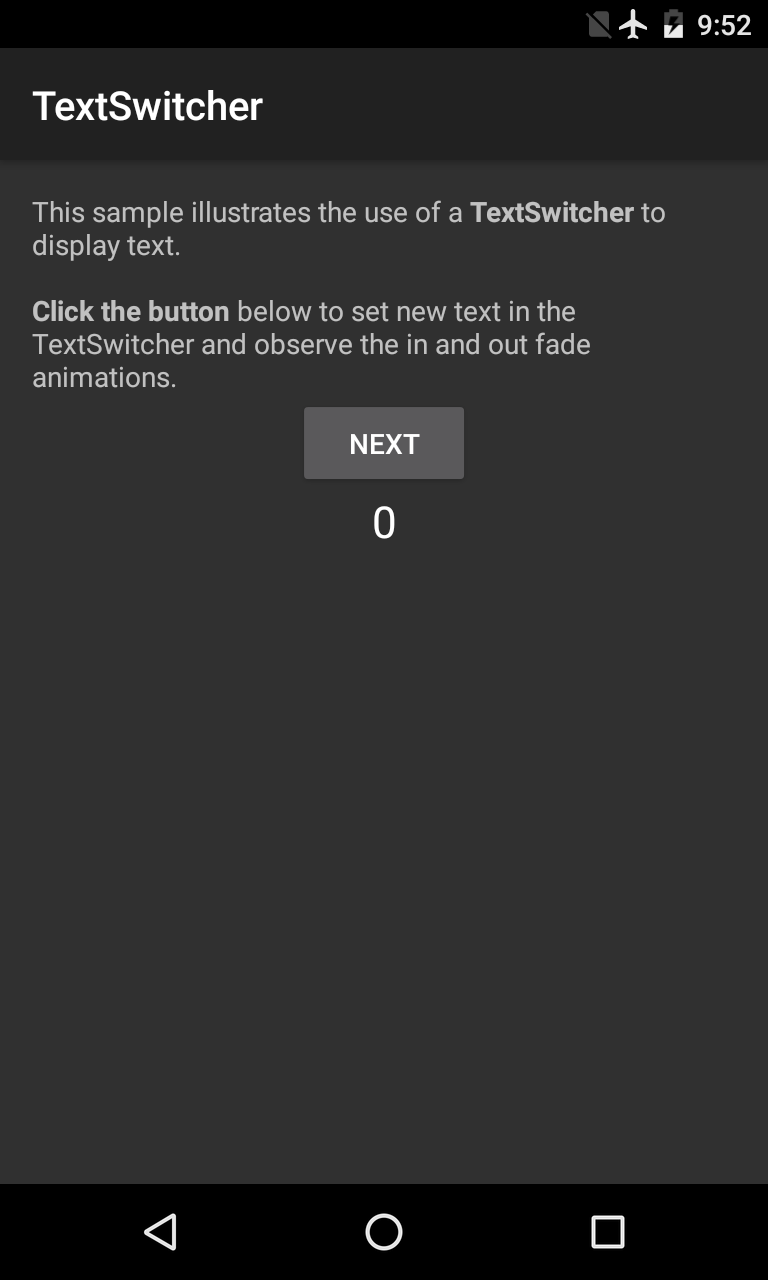 9:52
TextSwitcher
This sample illustrates the use of a TextSwitcher to
display text.
Click the button below to set new text in the
TextSwitcher and observe the in and out fade
animations.
NEXT
0